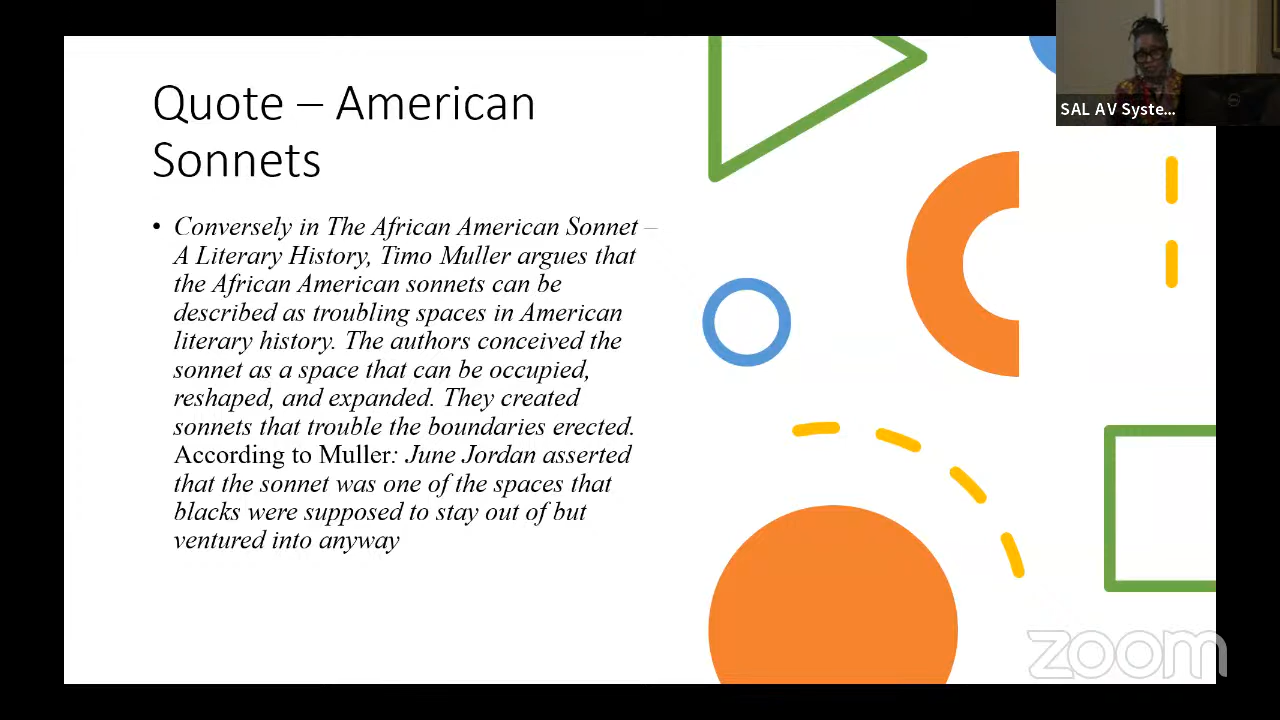 Quote – American
Sonnets
• Conversely in The African American Sonnet –
A Literary History, Timo Muller argues that
the African American sonnets can be
described as troubling spaces in American
literary history. The authors conceived the
sonnet as a space that can be occupied,
reshaped, and expanded. They created
sonnets that trouble the boundaries erected.
According to Muller: June Jordan asserted
that the sonnet was one of the spaces that
blacks were supposed to stay out of but
ventured into anyway
SAL AV Syste...
zoom